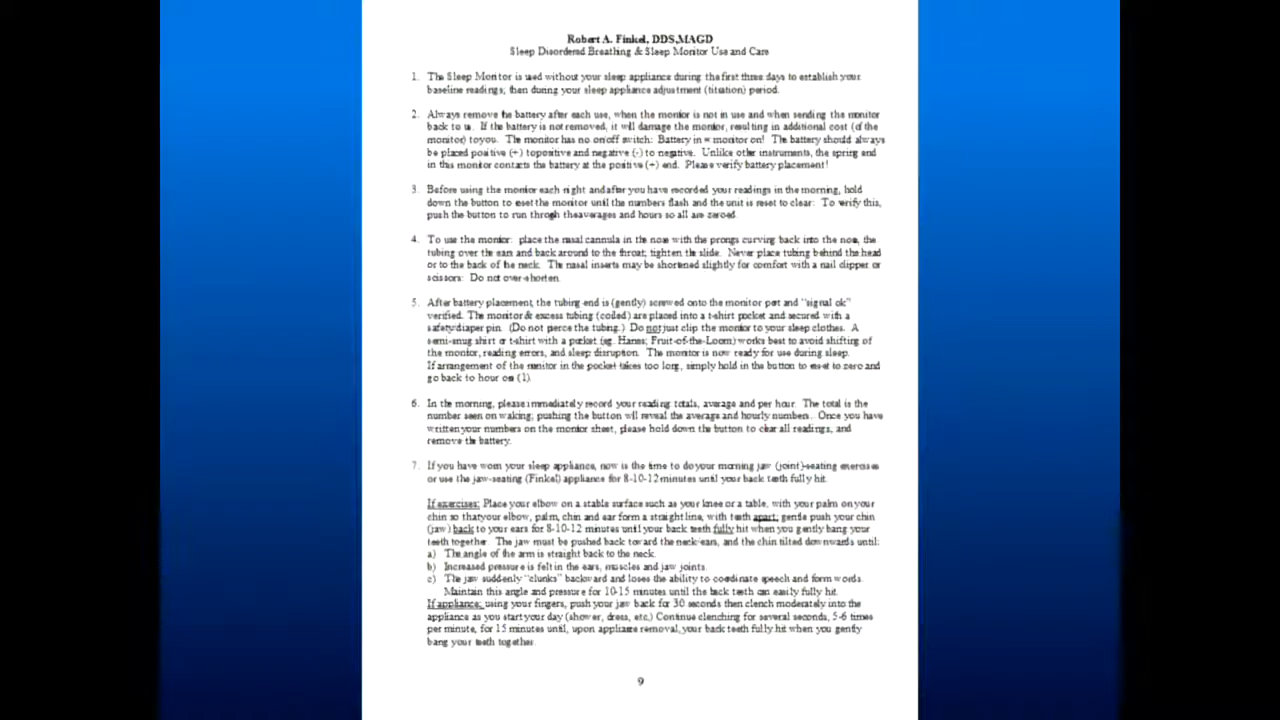 Robert A. Finkel, DDS,MAGD
Sleep Disordered Breathing & Sleep Monitor Use and Care
1. The Sleep Monitor is used without your sleep appliance during the first three days to establish your
baseline readings; then during your sleep appliance adjustment (titration) period.
2. Always remove the battery after each use, when the monitor is not in use and when sending the monitor
back to us. If the battery is not removed, it will damage the monitor, resulting in additional cost (of the
monitor) to you. The monitor has no on/off switch: Battery in = monitor on! The battery should always
be placed positive (+) to positive and negative (-) to negative. Unlike other instruments, the spring end
in this monitor contacts the battery at the positive (+) end. Please verify battery placement!
3. Before using the monitor each night and after you have recorded your readings in the morning, hold
down the button to reset the monitor until the numbers flash and the unit is reset to clear: To verify this,
push the button to run through the averages and hours so all are zeroed.
4. To use the monitor: place the nasal cannula in the nose with the prongs curving back into the nose, the
tubing over the ears and back around to the throat; tighten the slide. Never place tubing behind the head
or to the back of the neck. The nasal inserts may be shortened slightly for comfort with a nail clipper or
scissors: Do not over-shorten.
5. After battery placement, the tubing end is (gently) screwed onto the monitor port and "signal ok"
verified. The monitor & excess tubing (coiled) are placed into a t-shirt pocket and secured with a
safety/diaper pin. (Do not pierce the tubing.) Do not just clip the monitor to your sleep clothes. A
semi-snug shirt or t-shirt with a pocket (eg. Hanes; Fruit-of-the-Loom) works best to avoid shifting of
the monitor, reading errors, and sleep disruption. The monitor is now ready for use during sleep.
If arrangement of the monitor in the pocket takes too long, simply hold in the button to reset to zero and
go back to hour one (1).
6. In the morning, please immediately record your reading totals, average and per hour. The total is the
number seen on waking; pushing the button will reveal the average and hourly numbers. Once you have
written your numbers on the monitor sheet, please hold down the button to clear all readings, and
remove the battery.
7. If you have worn your sleep appliance, now is the time to do your morning jaw (joint)-seating exercises
or use the jaw-seating (Finkel) appliance for 8-10-12 minutes until your back teeth fully hit.
If exercises: Place your elbow on a stable surface such as your knee or a table, with your palm on your
chin so that your elbow, palm, chin and ear form a straight line, with teeth apart; gentle push your chin
(jaw) back to your ears for 8-10-12 minutes until your back teeth fully hit when you gently bang your
teeth together. The jaw must be pushed back toward the neck/ears, and the chin tilted downwards until:
a) The angle of the arm is straight back to the neck.
b) Increased pressure is felt in the ears, muscles and jaw joints.
c) The jaw suddenly "clunks" backward and loses the ability to coordinate speech and form words.
Maintain this angle and pressure for 10-15 minutes until the back teeth can easily fully hit.
If appliance: using your fingers, push your jaw back for 30 seconds then clench moderately into the
appliance as you start your day (shower, dress, etc.) Continue clenching for several seconds, 5-6 times
per minute, for 15 minutes until, upon appliance removal, your back teeth fully hit when you gently
bang your teeth together.
9